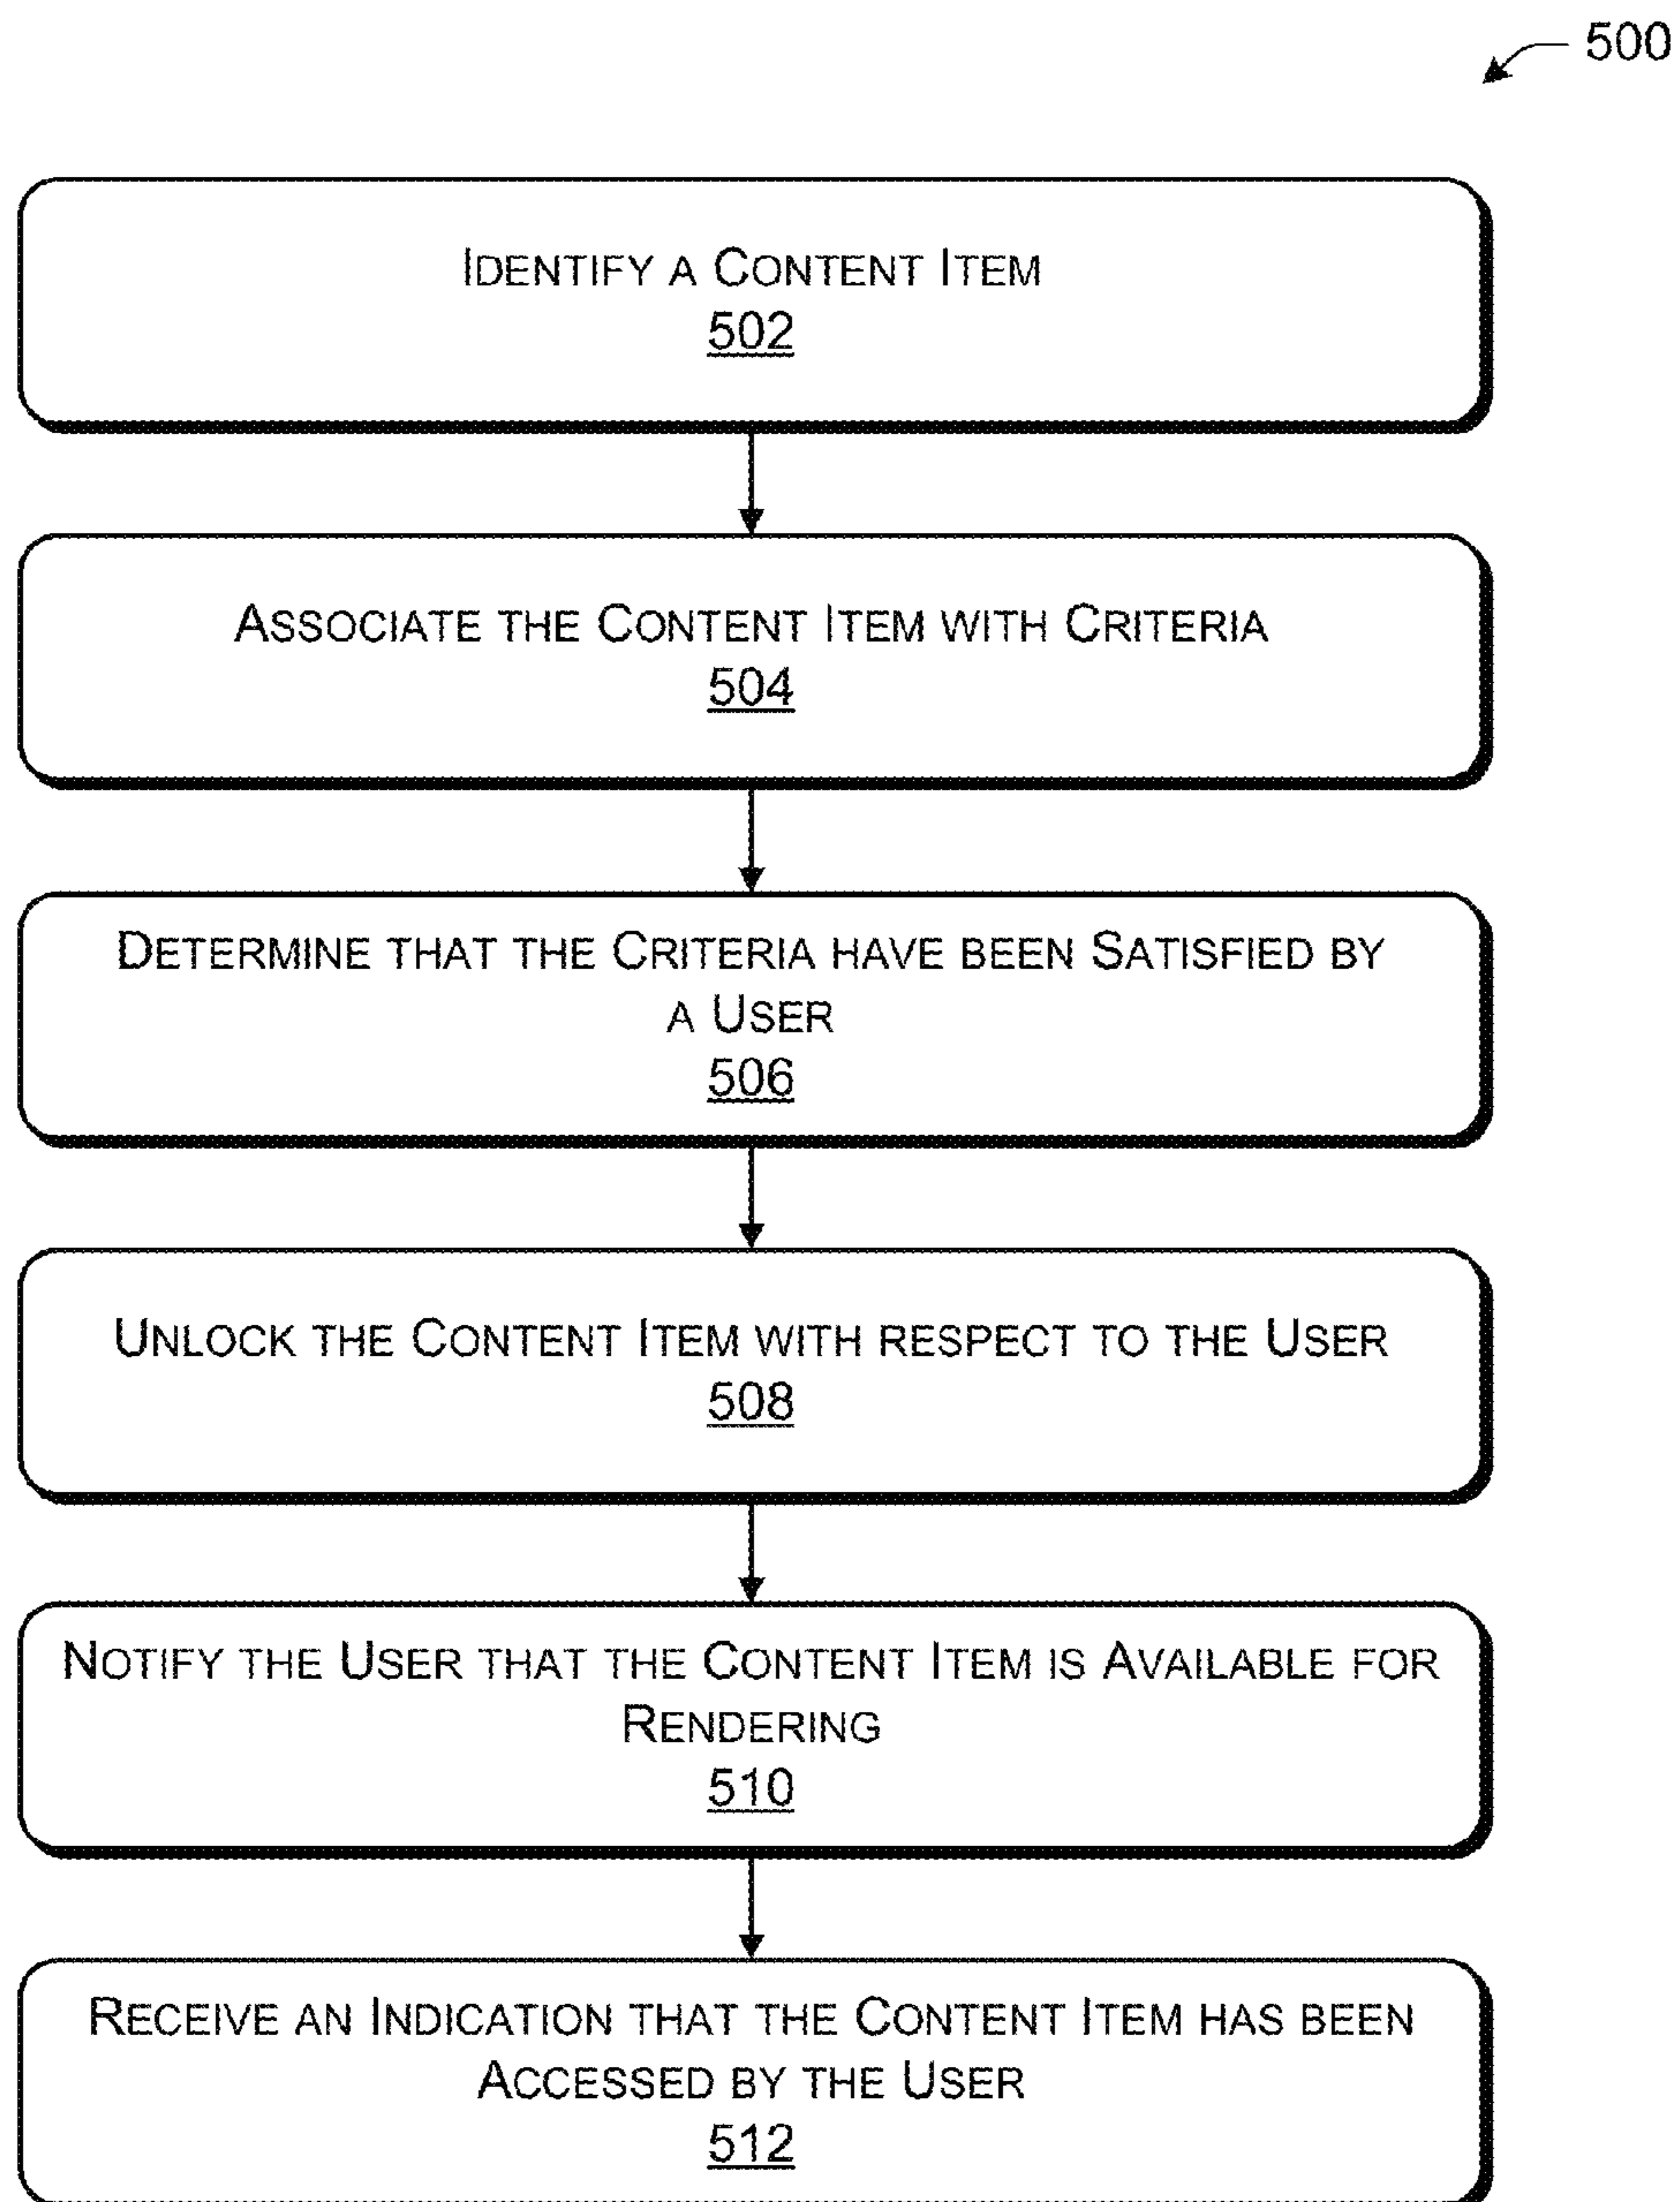 500
IDENTIFY A CONTENT ITEM
502
ASSOCIATE THE CONTENT ITEM WITH CRITERIA
504
DETERMINE THAT THE CRITERIA HAVE BEEN SATISFIED BY
A USER
506
UNLOCK THE CONTENT ITEM WITH RESPECT TO THE USER
508
NOTIFY THE USER THAT THE CONTENT ITEM IS AVAILABLE FOR
RENDERING
510
RECEIVE AN INDICATION THAT THE CONTENT ITEM HAS BEEN
ACCESSED BY THE USER
512